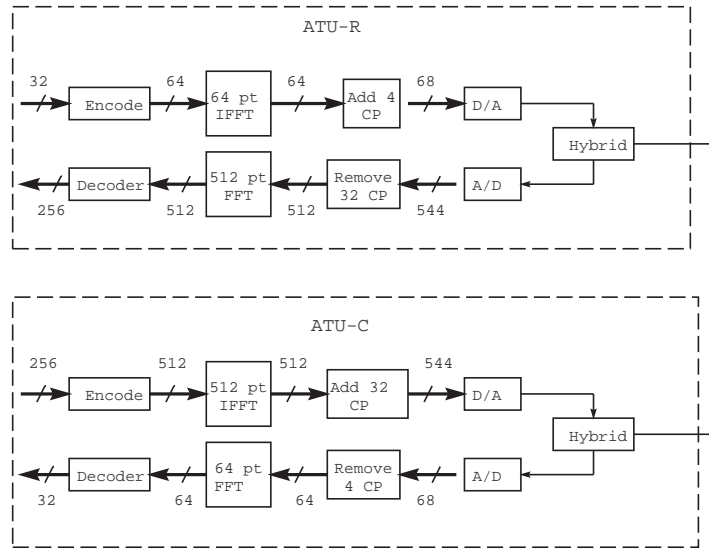 ATU-R
32
64
64
68
Encode
64 pt
IFFT
Add 4
CP
D/A
Hybrid
Decoder
512 pt
FFT
Remove
32 CP
A/D
256
512
512
544
ATU-C
256
512
512
544
Encode
512 pt
IFFT
Add 32
CP
D/A
Hybrid
Decoder
64 pt
FFT
Remove
4 CP
A/D
32
64
64
68